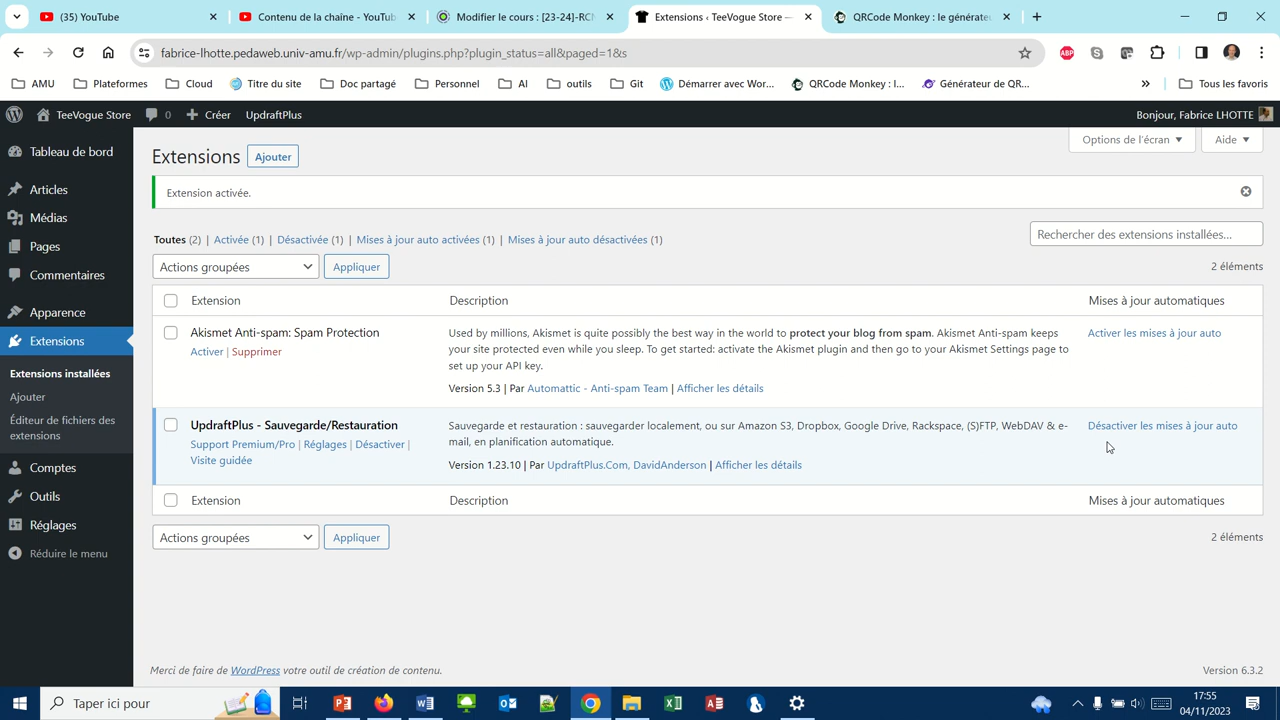 (35) YouTube
Contenu de la chaîne - YouTub
Modifier le cours : [23-24]-RCM
Extensions ‹ TeeVogue Store —
QRCode Monkey : le générateu
fabrice-lhotte.pedaweb.univ-amu.fr/wp-admin/plugins.php?plugin_status=all&paged=1&s
ABP
AMU
Plateformes
Cloud
Titre du site
Doc partagé
Personnel
AI
outils
Git
Démarrer avec Wor...
QRCode Monkey : l...
Générateur de QR...
Tous les favoris
TeeVogue Store
0
Créer
UpdraftPlus
Bonjour, Fabrice LHOTTE
Tableau de bord
Articles
Médias
Pages
Commentaires
Apparence
Extensions
Extensions installées
Ajouter
Éditeur de fichiers des
extensions
Comptes
Outils
Réglages
Réduire le menu
Options de l'écran
Aide
Extensions
Ajouter
Extension activée.
Toutes (2) | Activée (1) | Désactivée (1) | Mises à jour auto activées (1) | Mises à jour auto désactivées (1)
Rechercher des extensions installées…
Actions groupées
Appliquer
2 éléments
Extension
Description
Mises à jour automatiques
Akismet Anti-spam: Spam Protection
Activer | Supprimer
Used by millions, Akismet is quite possibly the best way in the world to protect your blog from spam. Akismet Anti-spam keeps
your site protected even while you sleep. To get started: activate the Akismet plugin and then go to your Akismet Settings page to
set up your API key.
Version 5.3 | Par Automattic - Anti-spam Team | Afficher les détails
Activer les mises à jour auto
UpdraftPlus - Sauvegarde/Restauration
Support Premium/Pro | Réglages | Désactiver |
Visite guidée
Sauvegarde et restauration : sauvegarder localement, ou sur Amazon S3, Dropbox, Google Drive, Rackspace, (S)FTP, WebDAV & e-
mail, en planification automatique.
Version 1.23.10 | Par UpdraftPlus.Com, DavidAnderson | Afficher les détails
Désactiver les mises à jour auto
Extension
Description
Mises à jour automatiques
Actions groupées
Appliquer
2 éléments
Merci de faire de WordPress votre outil de création de contenu.
Version 6.3.2
Taper ici pour
17:55
04/11/2023